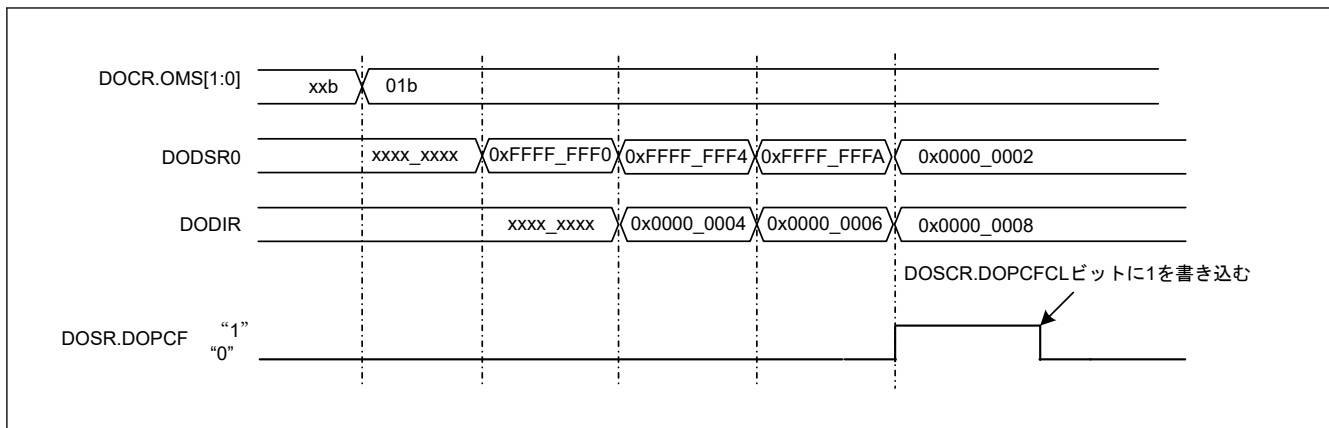 DOCR.OMS[1:0] xxb 01b
DODSR0 xxxx_xxxx 0xFFFF_FFF0 0xFFFF_FFF4 0xFFFF_FFFA 0x0000_0002
DODIR xxxx_xxxx 0x0000_0004 0x0000_0006 0x0000_0008
DOSCR.DOPCFCLビットに1を書き込む
DOSR.DOPCF “1”
“0”